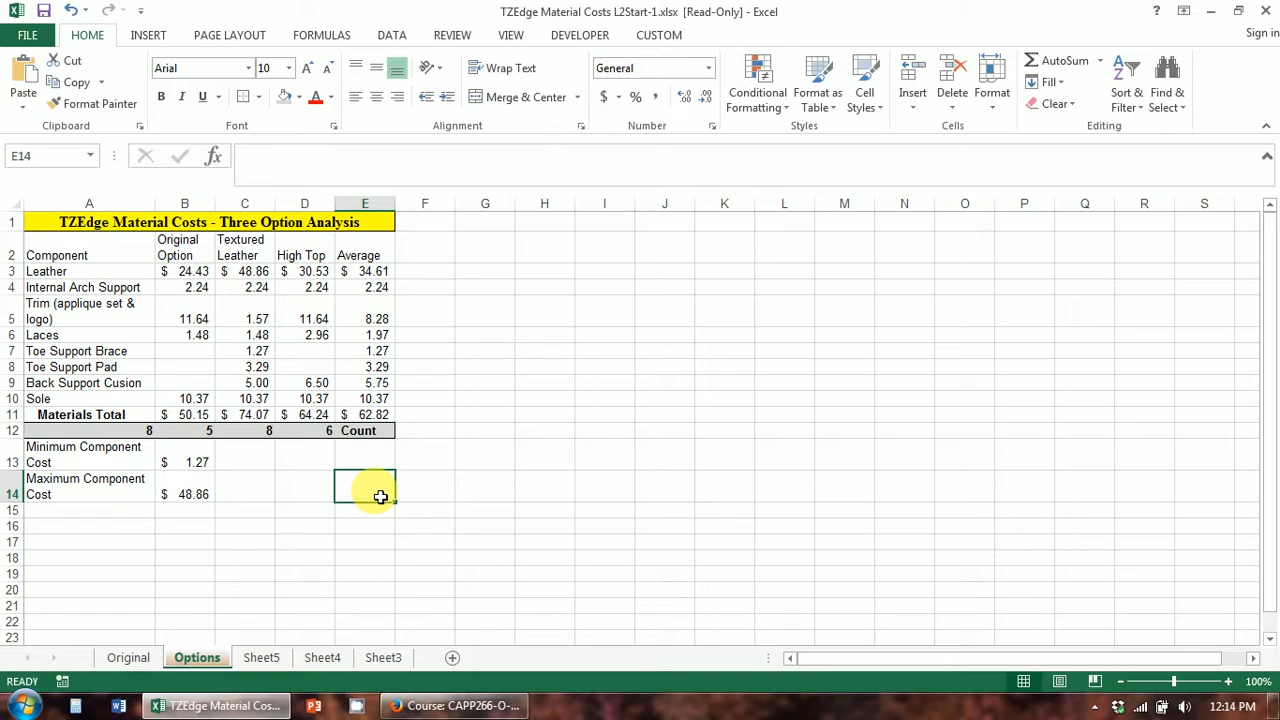 TZEdge Material Costs L2Start-1.xlsx [Read-Only] - Excel
FILE HOME INSERT PAGE LAYOUT FORMULAS DATA REVIEW VIEW DEVELOPER CUSTOM Sign in
Paste Cut Copy Format Painter
Arial 10
B I U
Wrap Text
Merge & Center
General
$ % ,
Conditional Formatting Format as Table Cell Styles
Insert Delete Format
AutoSum Fill Clear
Sort & Filter Find & Select
Clipboard Font Alignment Number Styles Cells Editing
E14 fx
A B C D E F G H I J K L M N O P Q R S
1 TZEdge Material Costs - Three Option Analysis
Original Textured
2 Component Option Leather High Top Average
3 Leather $ 24.43 $ 48.86 $ 30.53 $ 34.61
4 Internal Arch Support 2.24 2.24 2.24 2.24
Trim (applique set &
5 logo) 11.64 1.57 11.64 8.28
6 Laces 1.48 1.48 2.96 1.97
7 Toe Support Brace 1.27 1.27
8 Toe Support Pad 3.29 3.29
9 Back Support Cusion 5.00 6.50 5.75
10 Sole 10.37 10.37 10.37 10.37
11 Materials Total $ 50.15 $ 74.07 $ 64.24 $ 62.82
12 8 5 8 6 Count
Minimum Component
13 Cost $ 1.27
Maximum Component
14 Cost $ 48.86
15
16
17
18
19
20
21
22
23
Original Options Sheet5 Sheet4 Sheet3
READY 100%
TZEdge Material Cos... Course: CAPP266-O-... 12:14 PM